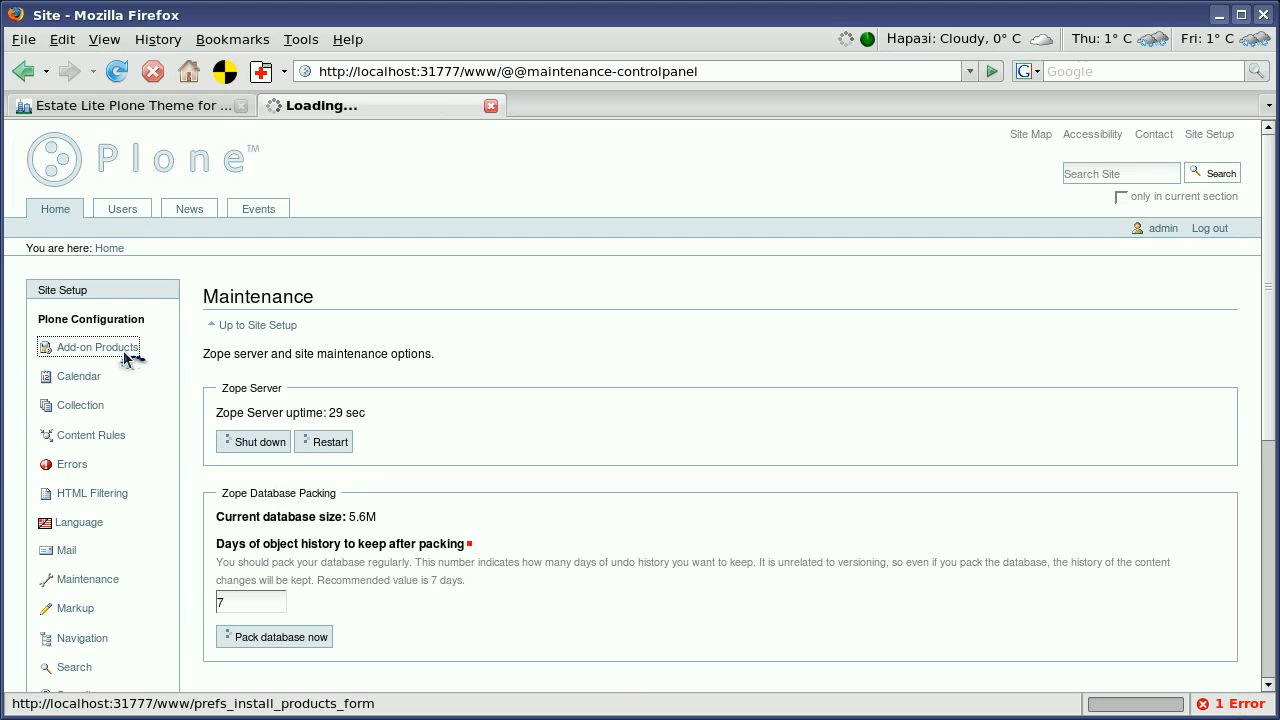 Site - Mozilla Firefox
File Edit View History Bookmarks Tools Help
Hapaзi: Cloudy, 0° C Thu: 1° C Fri: 1° C
http://localhost:31777/www/@@maintenance-controlpanel
G Google
Estate Lite Plone Theme for ... Loading...
Plone™
Site Map Accessibility Contact Site Setup
Search Site Search
only in current section
Home Users News Events
admin Log out
You are here: Home
Site Setup
Plone Configuration
Add-on Products
Calendar
Collection
Content Rules
Errors
HTML Filtering
Language
Mail
Maintenance
Markup
Navigation
Search
Maintenance
Up to Site Setup
Zope server and site maintenance options.
Zope Server
Zope Server uptime: 29 sec
Shut down Restart
Zope Database Packing
Current database size: 5.6M
Days of object history to keep after packing
You should pack your database regularly. This number indicates how many days of undo history you want to keep. It is unrelated to versioning, so even if you pack the database, the history of the content
changes will be kept. Recommended value is 7 days.
7
Pack database now
http://localhost:31777/www/prefs_install_products_form
1 Error